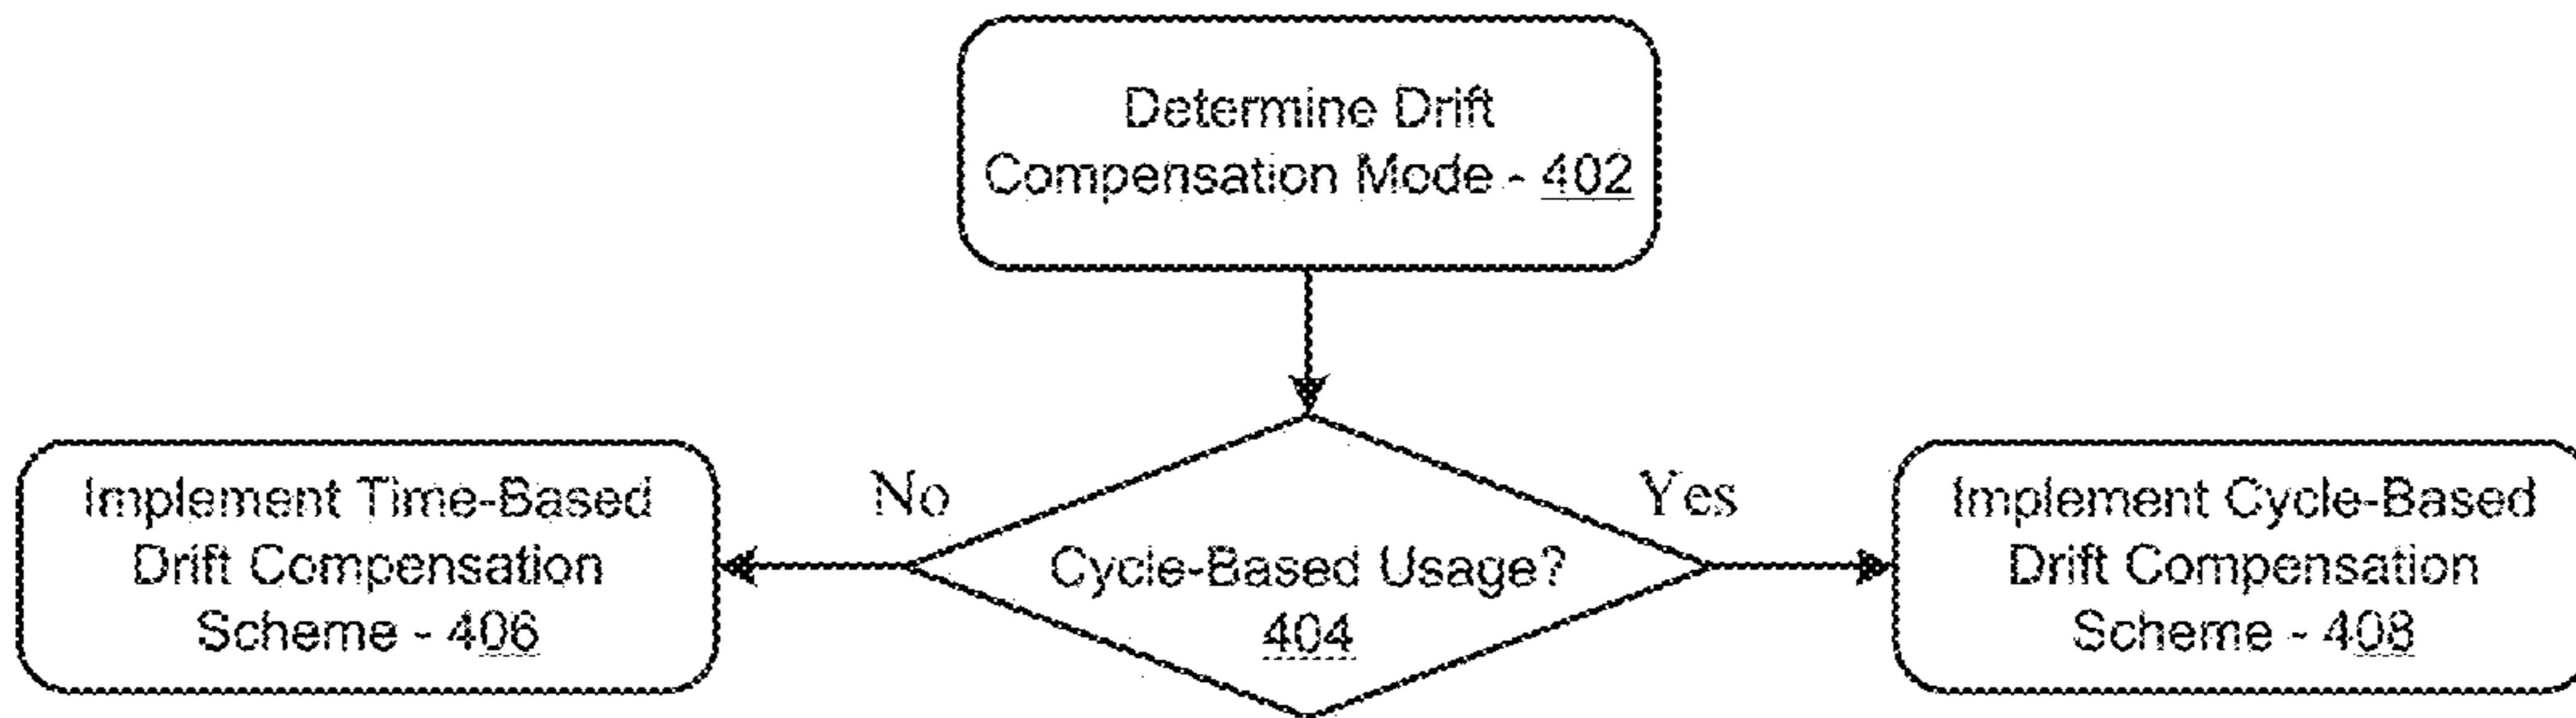 Determine Drift
Compensation Mode - 402
No
Yes
Implement Time-Based
Drift Compensation
Scheme - 406
Cycle-Based Usage?
404
Implement Cycle-Based
Drift Compensation
Scheme - 408